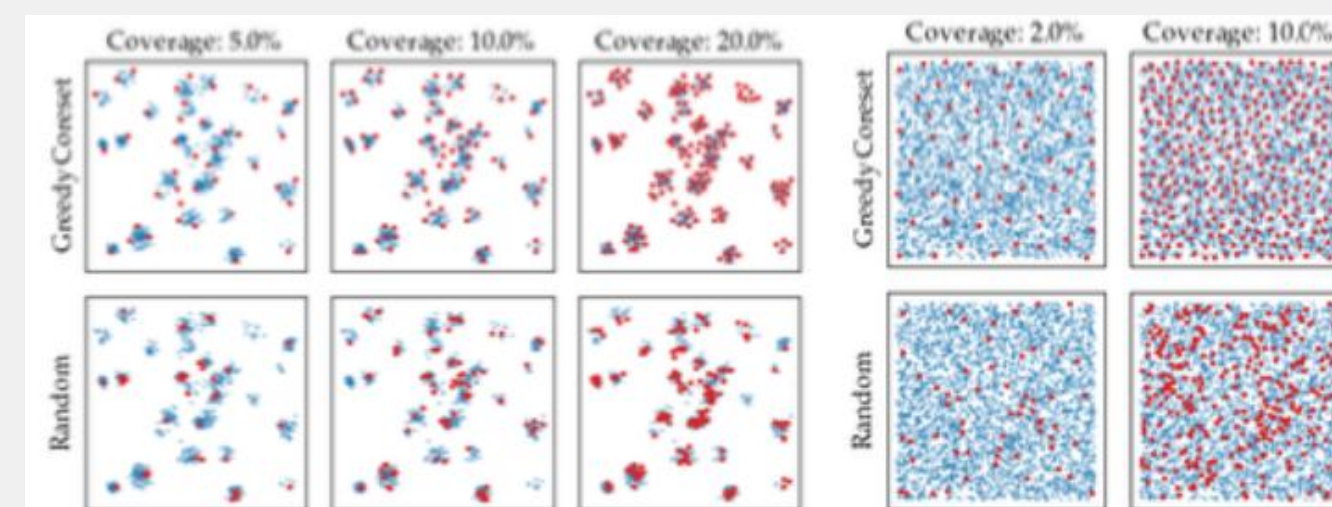 Coverage: 5.0% Coverage: 10.0% Coverage: 20.0% Coverage: 2.0% Coverage: 10.0%
Greedy Coreset Greedy Coreset
Random Random